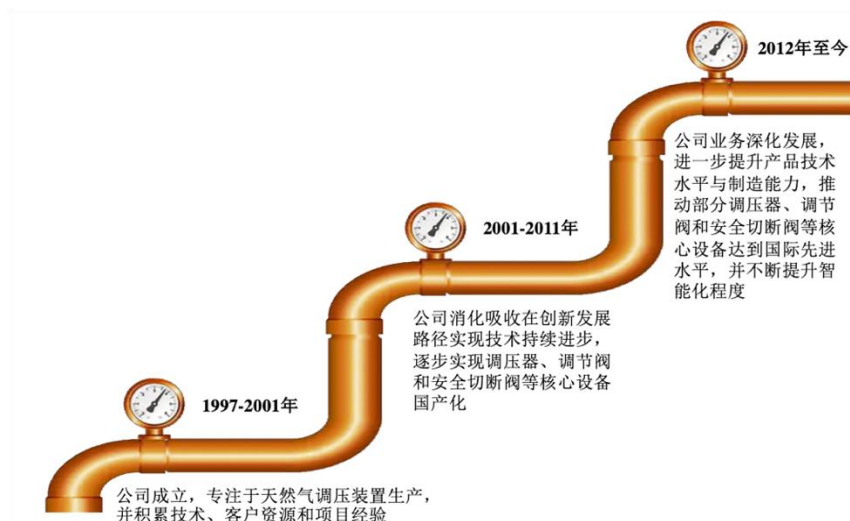 2012年至今
公司业务深化发展，
进一步提升产品技术
水平与制造能力，推
动部分调压器、调节
阀和安全切断阀等核
心设备达到国际先进
水平，并不断提升智
能化程度
2001-2011年
公司消化吸收在创新发展
路径实现技术持续进步，
逐步实现调压器、调节阀
和安全切断阀等核心设备
国产化
1997-2001年
公司成立，专注于天然气调压装置生产，
并积累技术、客户资源和项目经验